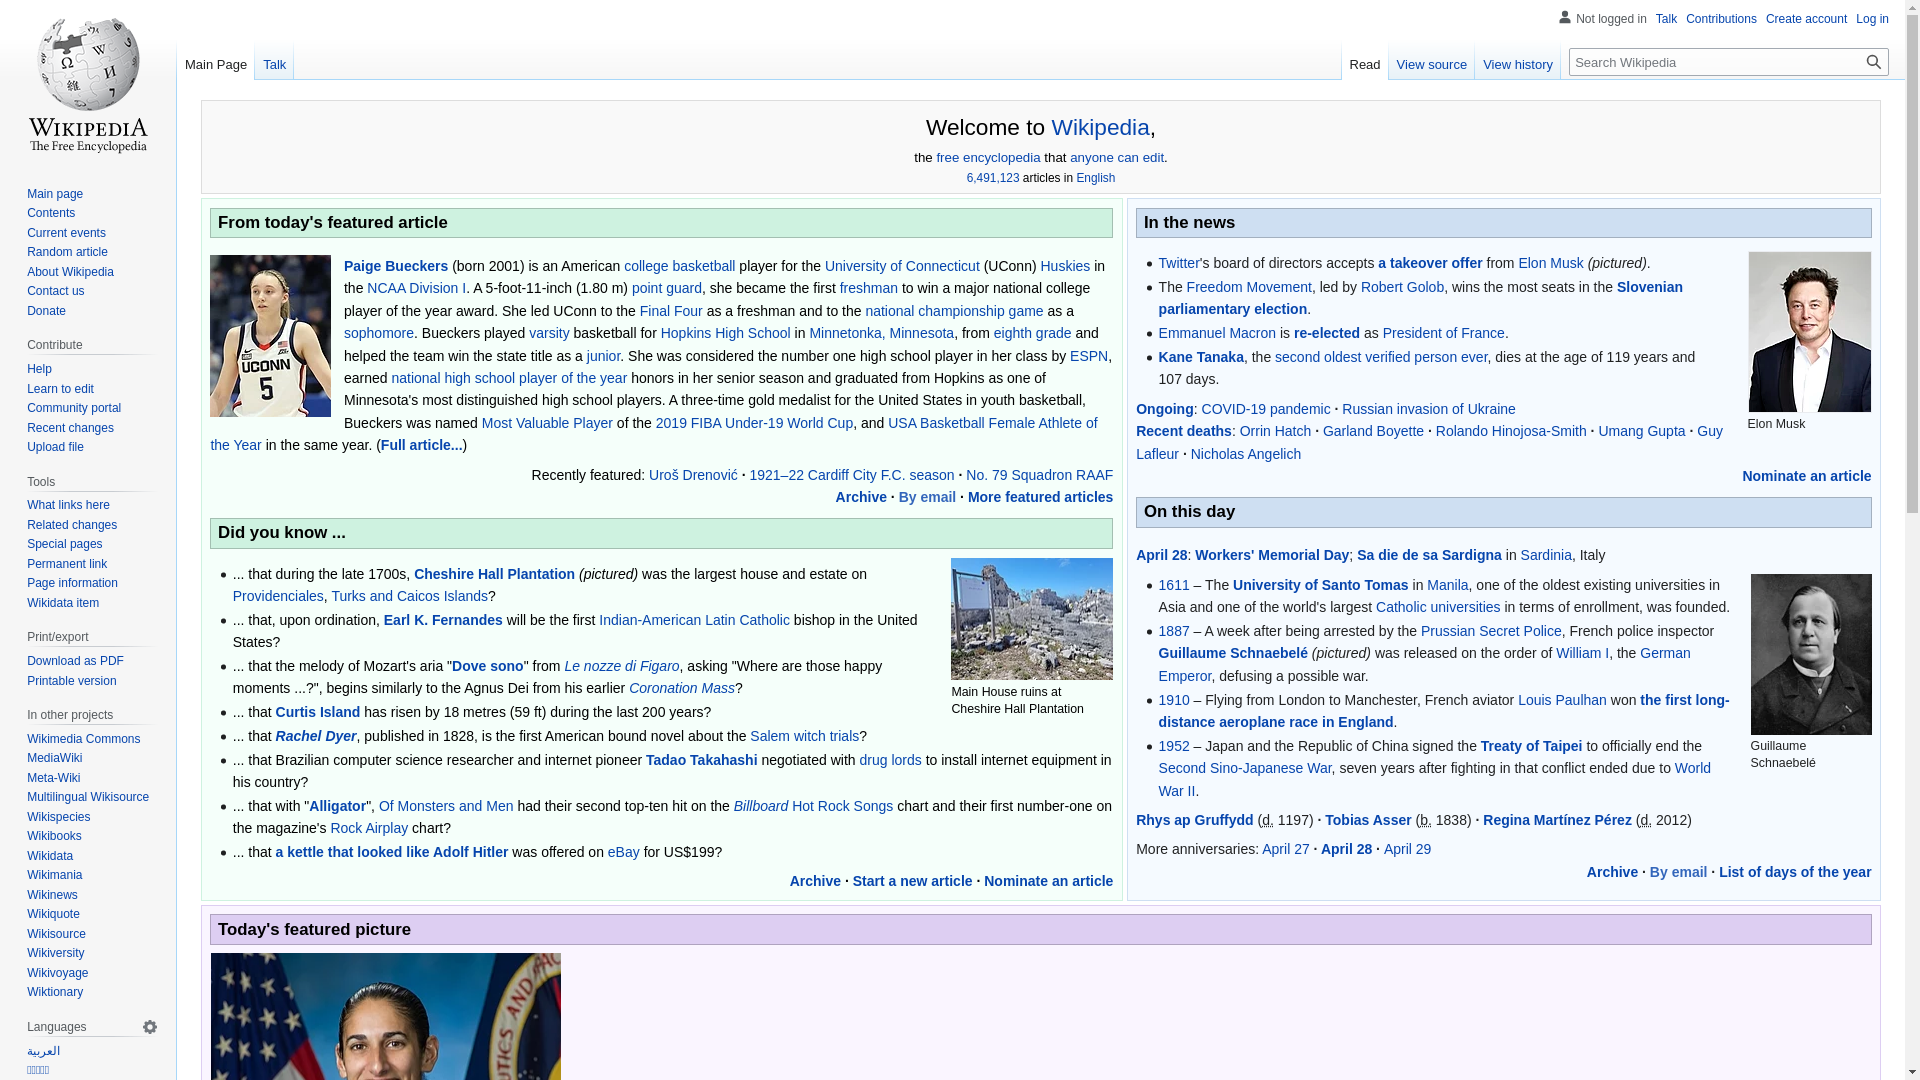 Not logged in Talk Contributions Create account Log in
Main Page Talk
Read View source View history Search Wikipedia
WIKIPEDIA
The Free Encyclopedia
Main page
Contents
Current events
Random article
About Wikipedia
Contact us
Donate
Contribute
Help
Learn to edit
Community portal
Recent changes
Upload file
Tools
What links here
Related changes
Special pages
Permanent link
Page information
Wikidata item
Print/export
Download as PDF
Printable version
In other projects
Wikimedia Commons
MediaWiki
Meta-Wiki
Multilingual Wikisource
Wikispecies
Wikibooks
Wikidata
Wikimania
Wikinews
Wikiquote
Wikisource
Wikiversity
Wikivoyage
Wiktionary
Languages
العربية
Welcome to Wikipedia,
the free encyclopedia that anyone can edit.
6,491,123 articles in English
From today's featured article
UCONN
5
Paige Bueckers (born 2001) is an American college basketball player for the University of Connecticut (UConn) Huskies in
the NCAA Division I. A 5-foot-11-inch (1.80 m) point guard, she became the first freshman to win a major national college
player of the year award. She led UConn to the Final Four as a freshman and to the national championship game as a
sophomore. Bueckers played varsity basketball for Hopkins High School in Minnetonka, Minnesota, from eighth grade and
helped the team win the state title as a junior. She was considered the number one high school player in her class by ESPN,
earned national high school player of the year honors in her senior season and graduated from Hopkins as one of
Minnesota's most distinguished high school players. A three-time gold medalist for the United States in youth basketball,
Bueckers was named Most Valuable Player of the 2019 FIBA Under-19 World Cup, and USA Basketball Female Athlete of
the Year in the same year. (Full article...)
Recently featured: Uroš Drenović · 1921–22 Cardiff City F.C. season · No. 79 Squadron RAAF
Archive · By email · More featured articles
Did you know ...
... that during the late 1700s, Cheshire Hall Plantation (pictured) was the largest house and estate on
Providenciales, Turks and Caicos Islands?
... that, upon ordination, Earl K. Fernandes will be the first Indian-American Latin Catholic bishop in the United
States?
... that the melody of Mozart's aria "Dove sono" from Le nozze di Figaro, asking "Where are those happy
moments ...?", begins similarly to the Agnus Dei from his earlier Coronation Mass?
... that Curtis Island has risen by 18 metres (59 ft) during the last 200 years?
... that Rachel Dyer, published in 1828, is the first American bound novel about the Salem witch trials?
... that Brazilian computer science researcher and internet pioneer Tadao Takahashi negotiated with drug lords to install internet equipment in
his country?
... that with "Alligator", Of Monsters and Men had their second top-ten hit on the Billboard Hot Rock Songs chart and their first number-one on
the magazine's Rock Airplay chart?
... that a kettle that looked like Adolf Hitler was offered on eBay for US$199?
Main House ruins at
Cheshire Hall Plantation
Archive · Start a new article · Nominate an article
In the news
Twitter's board of directors accepts a takeover offer from Elon Musk (pictured).
The Freedom Movement, led by Robert Golob, wins the most seats in the Slovenian
parliamentary election.
Emmanuel Macron is re-elected as President of France.
Kane Tanaka, the second oldest verified person ever, dies at the age of 119 years and
107 days.
Elon Musk
Ongoing: COVID-19 pandemic · Russian invasion of Ukraine
Recent deaths: Orrin Hatch · Garland Boyette · Rolando Hinojosa-Smith · Umang Gupta · Guy
Lafleur · Nicholas Angelich
Nominate an article
On this day
April 28: Workers' Memorial Day; Sa die de sa Sardigna in Sardinia, Italy
1611 – The University of Santo Tomas in Manila, one of the oldest existing universities in
Asia and one of the world's largest Catholic universities in terms of enrollment, was founded.
1887 – A week after being arrested by the Prussian Secret Police, French police inspector
Guillaume Schnaebelé (pictured) was released on the order of William I, the German
Emperor, defusing a possible war.
1910 – Flying from London to Manchester, French aviator Louis Paulhan won the first long-
distance aeroplane race in England.
1952 – Japan and the Republic of China signed the Treaty of Taipei to officially end the
Second Sino-Japanese War, seven years after fighting in that conflict ended due to World
War II.
Guillaume
Schnaebelé
Rhys ap Gruffydd (d. 1197) · Tobias Asser (b. 1838) · Regina Martínez Pérez (d. 2012)
More anniversaries: April 27 · April 28 · April 29
Archive · By email · List of days of the year
Today's featured picture